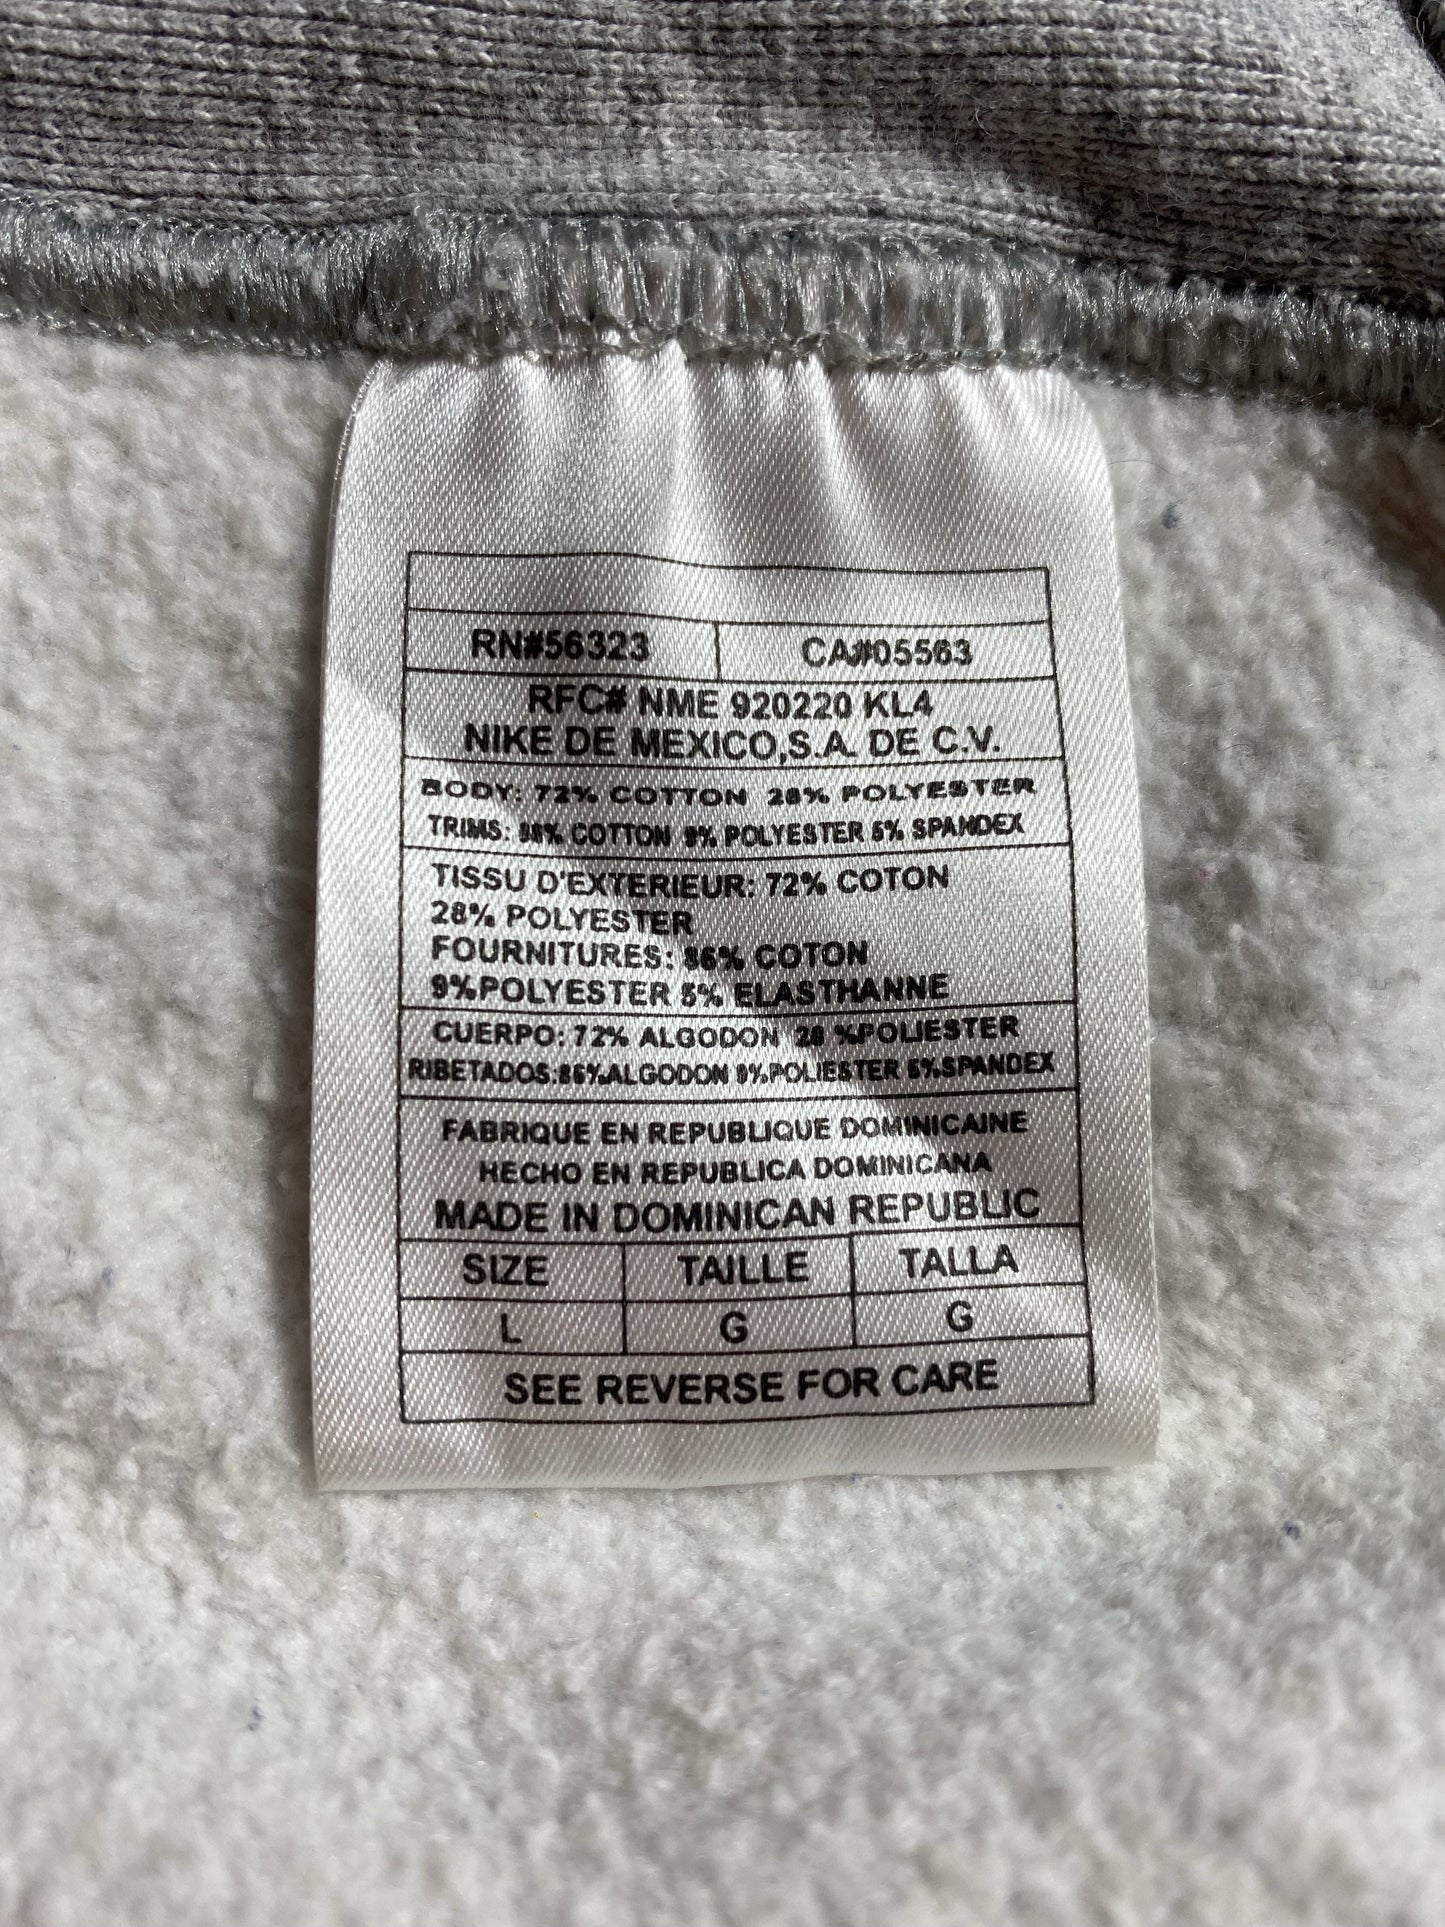 RN#56323 CA#05563
RFC# NME 920220 KL4
NIKE DE MEXICO,S.A. DE C.V.
BODY: 72% COTTON 28% POLYESTER
TRIMS: COTTON 9% POLYESTER 5% SPANDEX
TISSU D'EXTERIEUR: 72% COTON
28% POLYESTER
FOURNITURES: 86% COTON
9%POLYESTER 5% ELASTHANNE
CUERPO: 72% ALGODON 28 %POLIESTER
RIBETADOS:86%ALGODON 9%POLIESTER 5%SPANDEX
FABRIQUE EN REPUBLIQUE DOMINICAINE
HECHO EN REPUBLICA DOMINICANA
MADE IN DOMINICAN REPUBLIC
SIZE TAILLE TALLA
L G G
SEE REVERSE FOR CARE